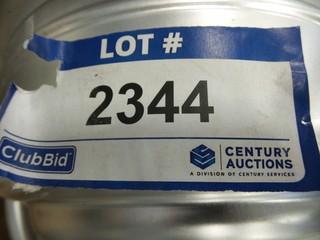 LOT #
2344
ClubBid
CENTURY
AUCTIONS
A DIVISION OF CENTURY SERVICES